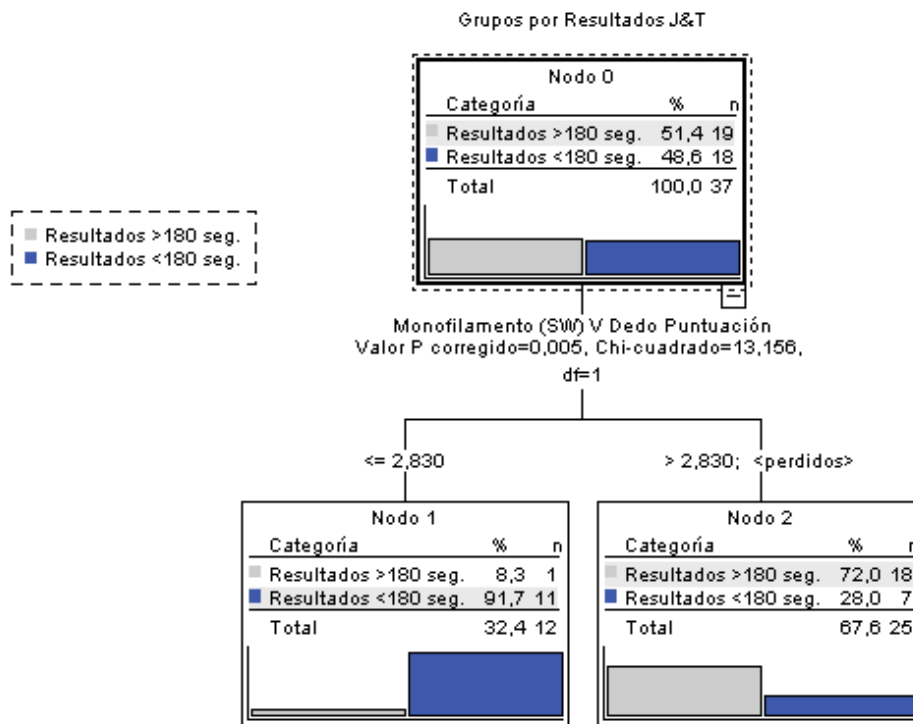 Grupos por Resultados J&T
Nodo 0
Categoría % n
Resultados >180 seg. 51,4 19
Resultados <180 seg. 48,6 18
Total 100,0 37
Resultados >180 seg.
Resultados <180 seg.
Monofilamento (SW) V Dedo Puntuación
Valor P corregido=0,005, Chi-cuadrado=13,156,
df=1
<= 2,830
> 2,830; <perdidos>
Nodo 1
Categoría % n
Resultados >180 seg. 8,3 1
Resultados <180 seg. 91,7 11
Total 32,4 12
Nodo 2
Categoría % n
Resultados >180 seg. 72,0 18
Resultados <180 seg. 28,0 7
Total 67,6 25